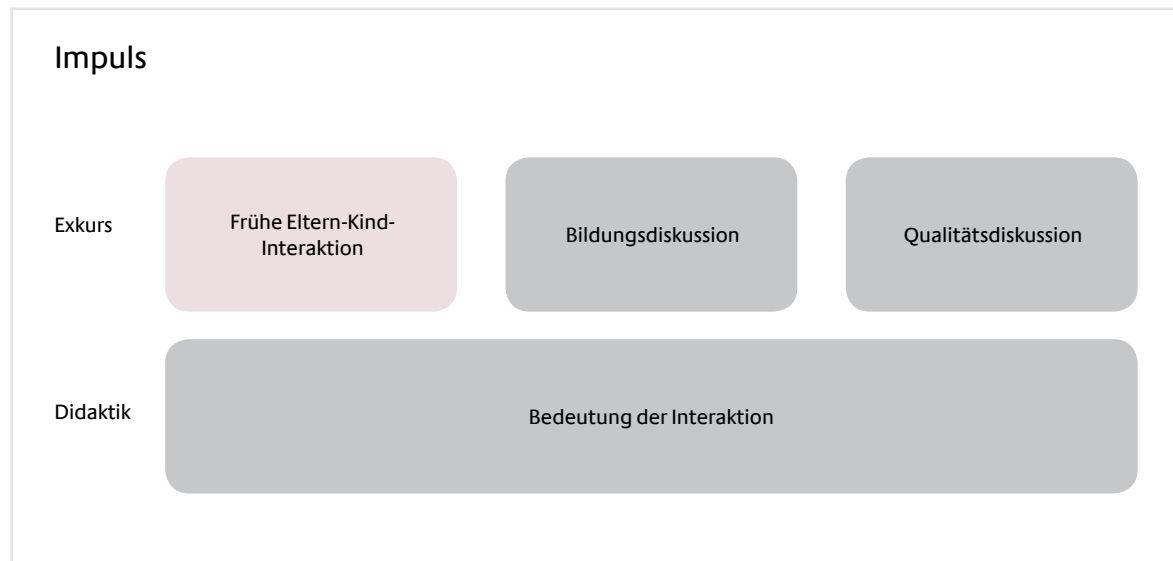 Impuls
Exkurs
Frühe Eltern-Kind-
Interaktion
Bildungsdiskussion
Qualitätsdiskussion
Didaktik
Bedeutung der Interaktion